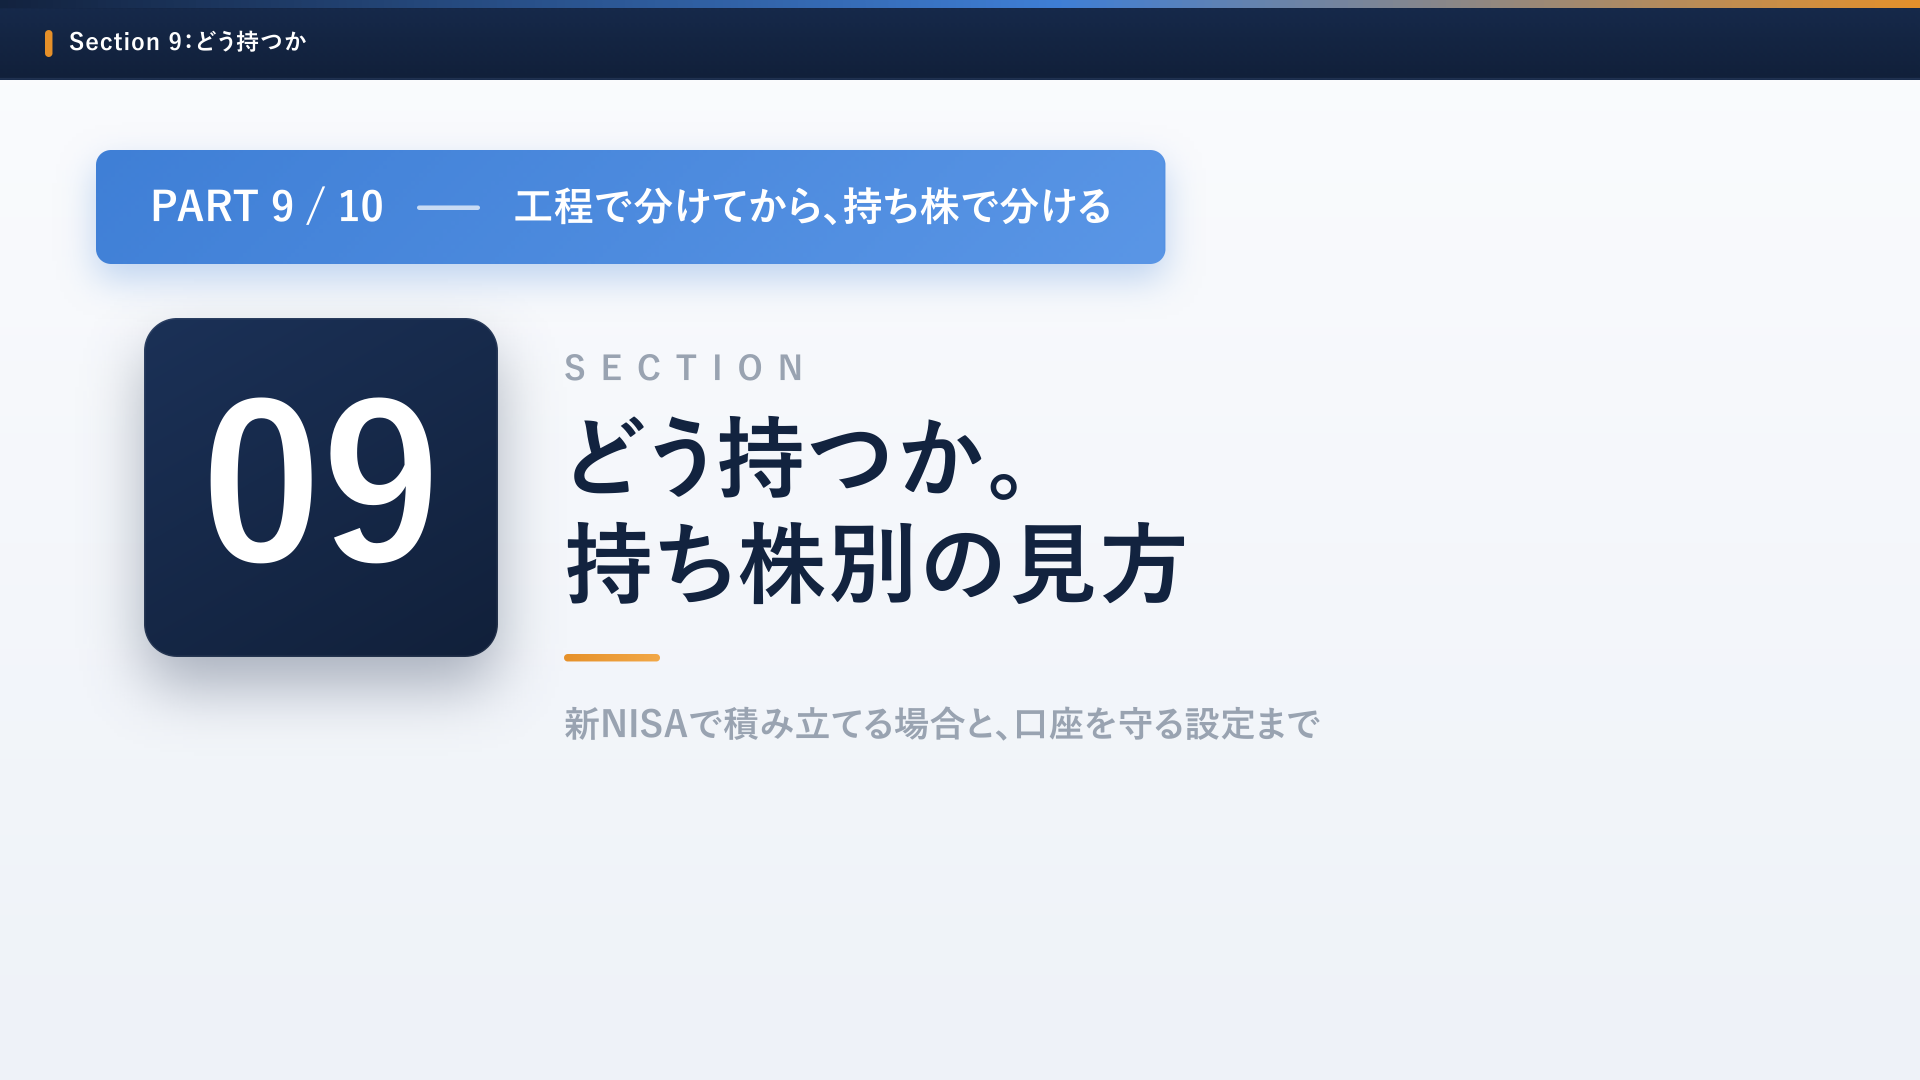 Section 9：どう持つか
PART 9 / 10 — 工程で分けてから、持ち株で分ける
09
SECTION
どう持つか。
持ち株別の見方
新NISAで積み立てる場合と、口座を守る設定まで